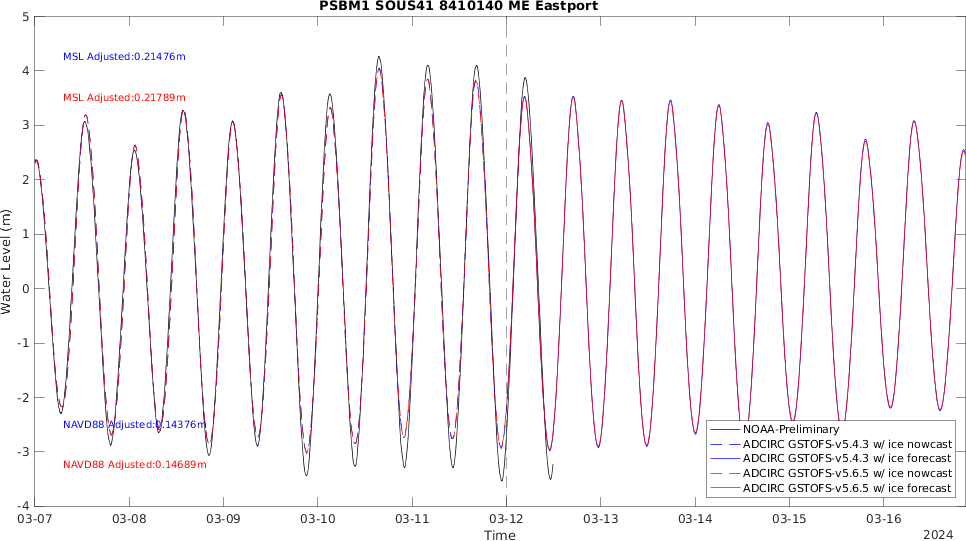 PSBM1 SOUS41 8410140 ME Eastport
5
4
3
2
1
0
-1
-2
-3
-4
Water Level (m)
MSL Adjusted:0.21476m
MSL Adjusted:0.21789m
NAVD88 Adjusted:0.14376m
NAVD88 Adjusted:0.14689m
NOAA-Preliminary
ADCIRC GSTOFS-v5.4.3 w/ ice nowcast
ADCIRC GSTOFS-v5.4.3 w/ ice forecast
ADCIRC GSTOFS-v5.6.5 w/ ice nowcast
ADCIRC GSTOFS-v5.6.5 w/ ice forecast
03-07 03-08 03-09 03-10 03-11 03-12 03-13 03-14 03-15 03-16
Time
2024